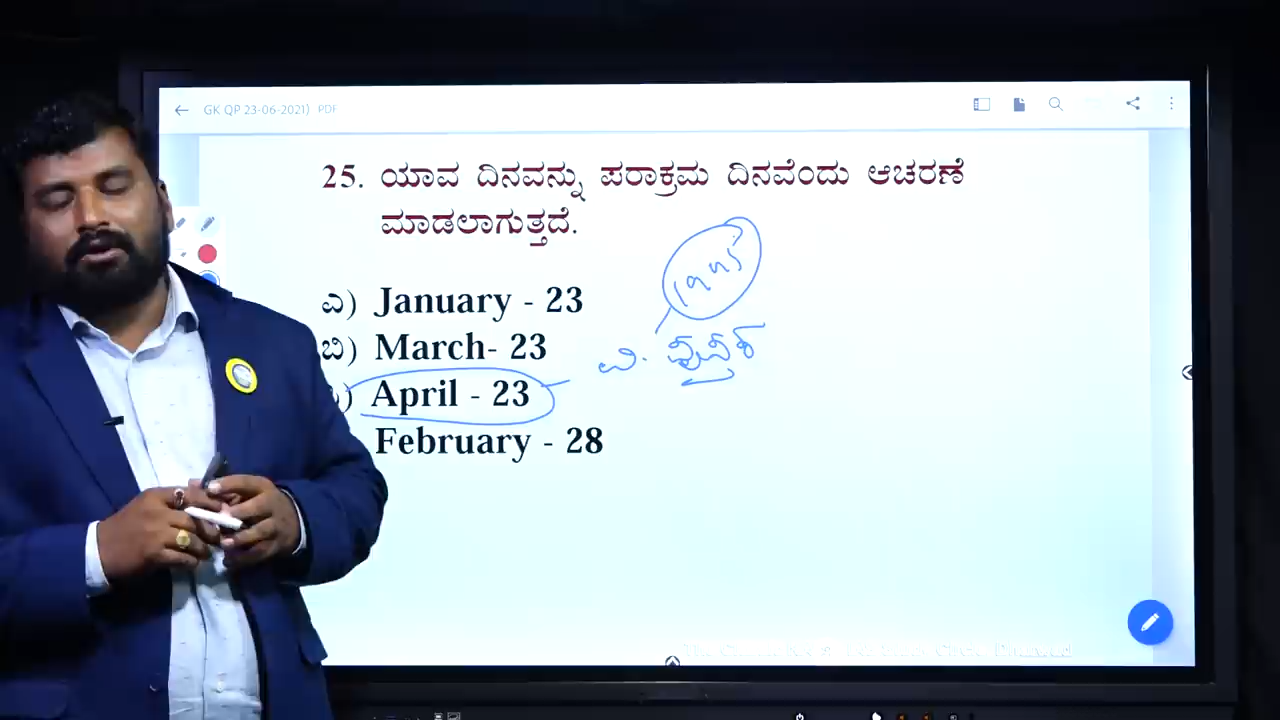 GK QP 23-06-2021) PDF
25. ಯಾವ ದಿನವನ್ನು ಪರಾಕ್ರಮ ದಿನವೆಂದು ಆಚರಣೆ
ಮಾಡಲಾಗುತ್ತದೆ.
1995
ಎ) January - 23
ಬಿ) March- 23
ವಿ.
) April - 23
February - 28